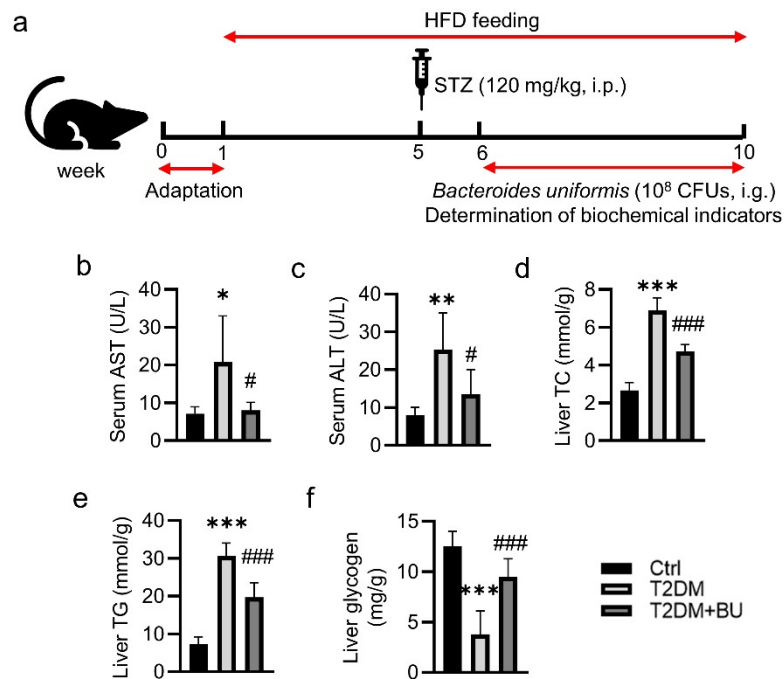 a
HFD feeding
STZ (120 mg/kg, i.p.)
0 1 5 6 10
week
Adaptation
Bacteroides uniformis (10⁸ CFUs, i.g.)
Determination of biochemical indicators
b
Serum AST (U/L)
40
30
20
10
0
*
#
c
Serum ALT (U/L)
40
30
20
10
0
**
#
d
Liver TC (mmol/g)
8
6
4
2
0
***
###
e
Liver TG (mmol/g)
40
30
20
10
0
***
###
f
Liver glycogen
(mg/g)
15
10
5
0
***
###
Ctrl
T2DM
T2DM+BU